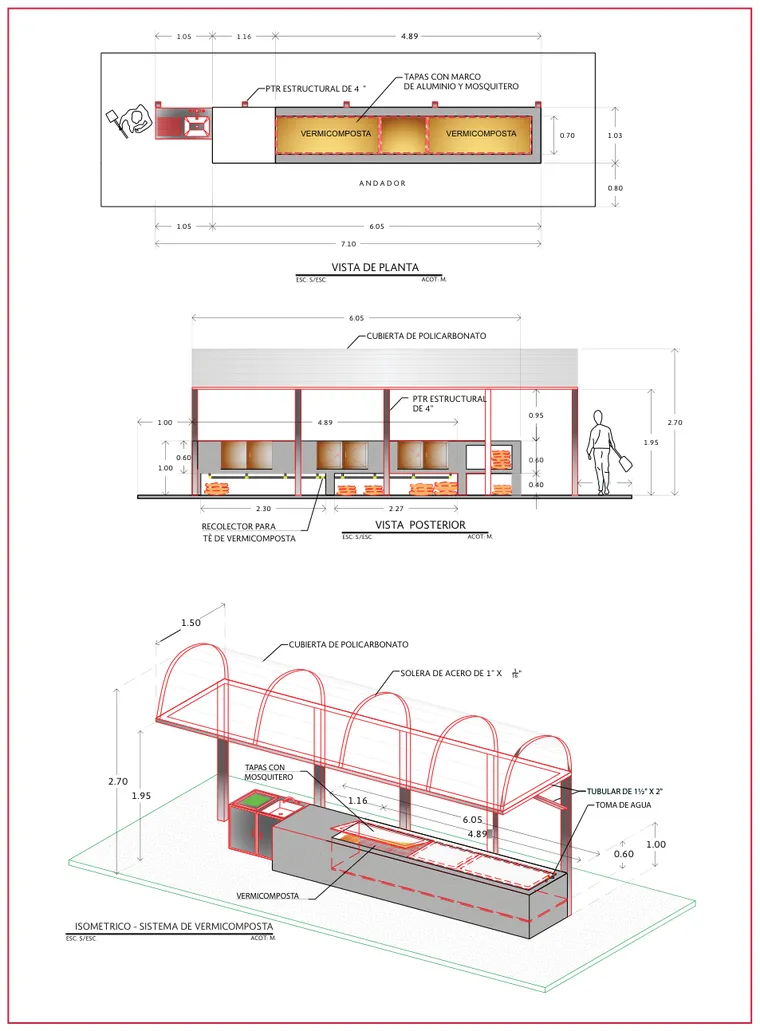 1.05
1.16
4.89
PTR ESTRUCTURAL DE 4 "
TAPAS CON MARCO
DE ALUMINIO Y MOSQUITERO
VERMICOMPOSTA
VERMICOMPOSTA
0.70
1.03
0.80
ANDADOR
1.05
6.05
7.10
VISTA DE PLANTA
ESC. S/ESC
ACOT: M.
6.05
CUBIERTA DE POLICARBONATO
PTR ESTRUCTURAL
DE 4"
1.00
4.89
0.95
2.70
1.95
0.60
1.00
0.60
0.40
2.30
2.27
RECOLECTOR PARA
TÈ DE VERMICOMPOSTA
VISTA POSTERIOR
ESC: S/ESC
ACOT: M.
1.50
CUBIERTA DE POLICARBONATO
SOLERA DE ACERO DE 1" X "
TAPAS CON
MOSQUITERO
2.70
1.95
1.16
6.05
4.89
TUBULAR DE 1½" X 2"
TOMA DE AGUA
1.00
0.60
VERMICOMPOSTA
ISOMETRICO - SISTEMA DE VERMICOMPOSTA
ESC: S/ESC
ACOT: M.